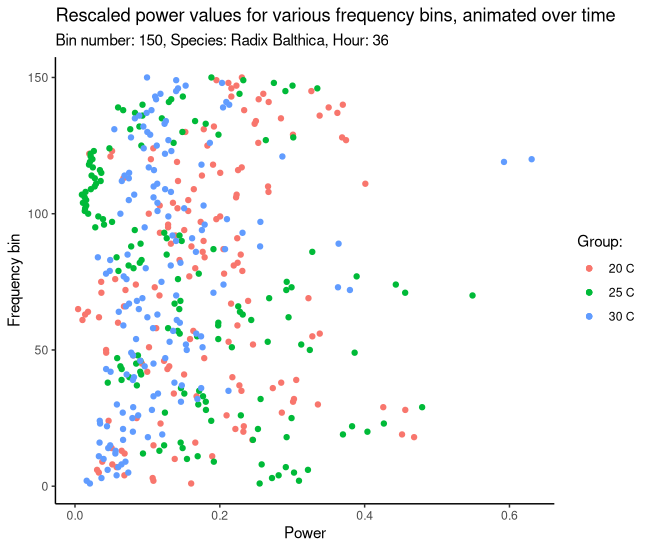 Rescaled power values for various frequency bins, animated over time
Bin number: 150, Species: Radix Balthica, Hour: 36
150
100
50
0
Frequency bin
0.0
0.2
0.4
0.6
Power
Group:
20 C
25 C
30 C